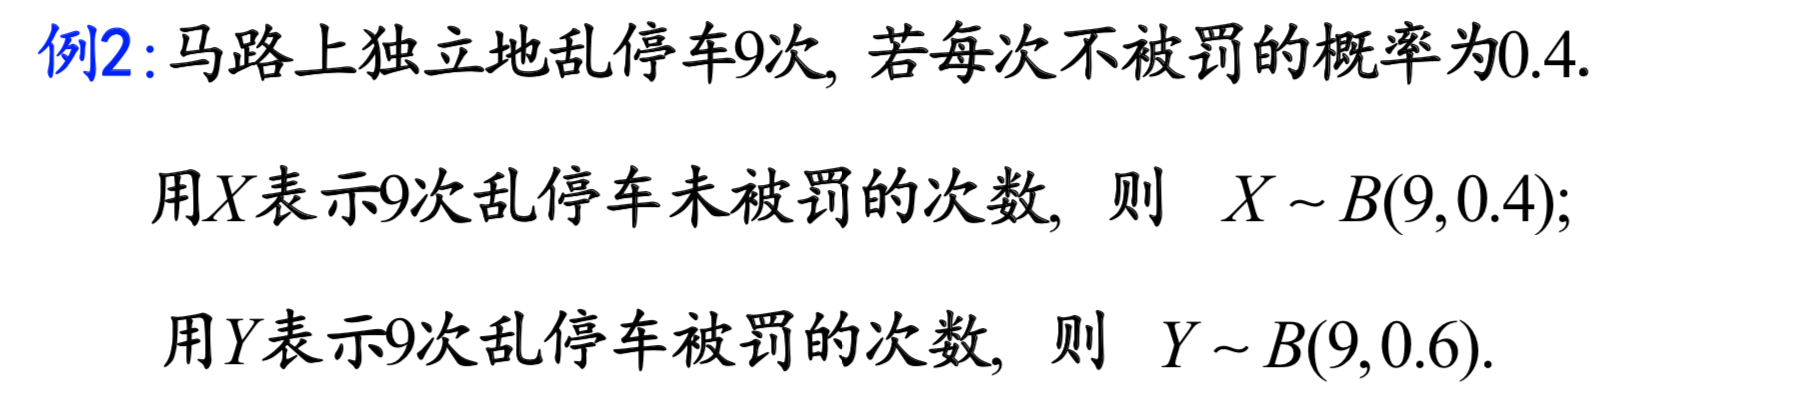 例2: 马路上独立地乱停车9次, 若每次不被罚的概率为0.4.
用X表示9次乱停车未被罚的次数, 则 X ~ B(9, 0.4);
用Y表示9次乱停车被罚的次数, 则 Y ~ B(9, 0.6).